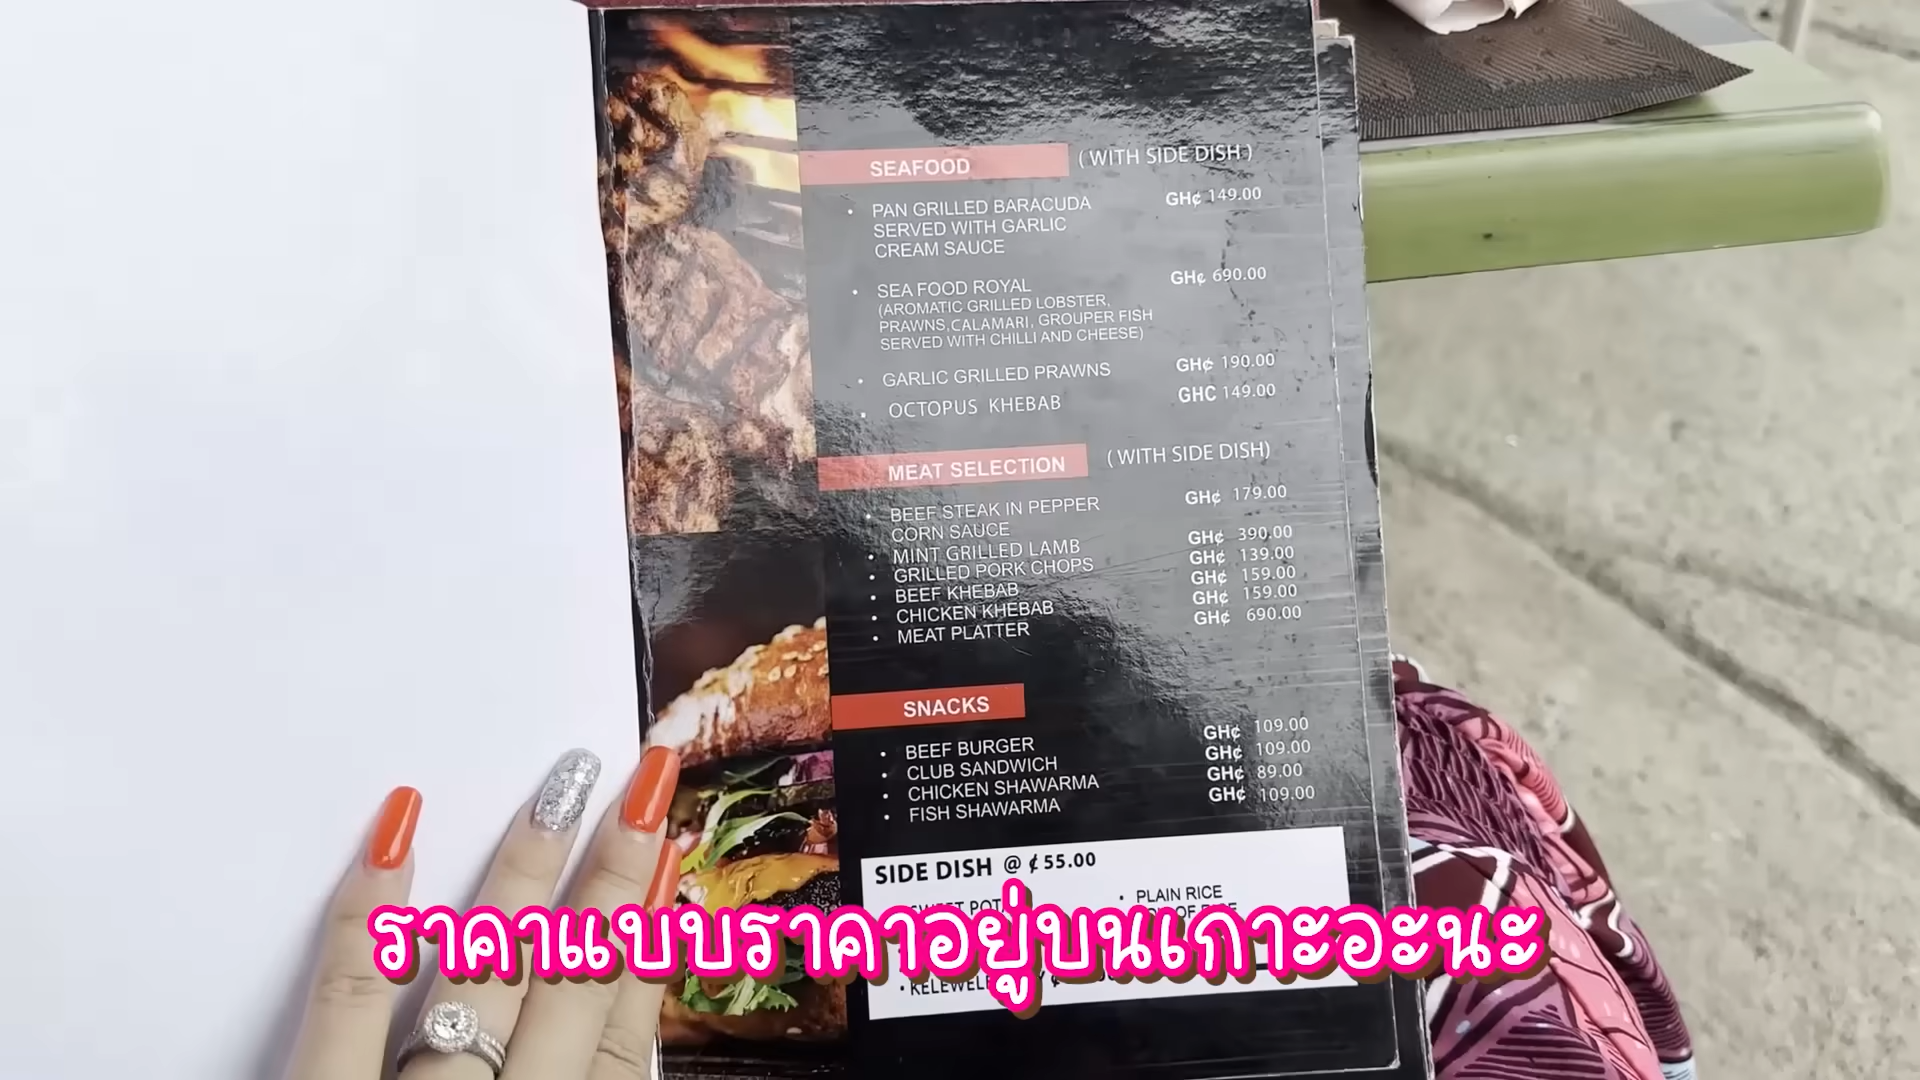 SEAFOOD (WITH SIDE DISH)
• PAN GRILLED BARACUDA GH¢ 149.00
SERVED WITH GARLIC
CREAM SAUCE
• SEA FOOD ROYAL GH¢ 690.00
(AROMATIC GRILLED LOBSTER,
PRAWNS,CALAMARI, GROUPER FISH
SERVED WITH CHILLI AND CHEESE)
• GARLIC GRILLED PRAWNS GH¢ 190.00
• OCTOPUS KHEBAB GHC 149.00
MEAT SELECTION (WITH SIDE DISH)
• BEEF STEAK IN PEPPER GH¢ 179.00
CORN SAUCE
• MINT GRILLED LAMB GH¢ 390.00
• GRILLED PORK CHOPS GH¢ 139.00
• BEEF KHEBAB GH¢ 159.00
• CHICKEN KHEBAB GH¢ 159.00
• MEAT PLATTER GH¢ 690.00
SNACKS
• BEEF BURGER GH¢ 109.00
• CLUB SANDWICH GH¢ 109.00
• CHICKEN SHAWARMA GH¢ 89.00
• FISH SHAWARMA GH¢ 109.00
SIDE DISH @ ¢ 55.00
• PLAIN RICE
ราคาแบบราคาอยู่บนเกาะอะนะ